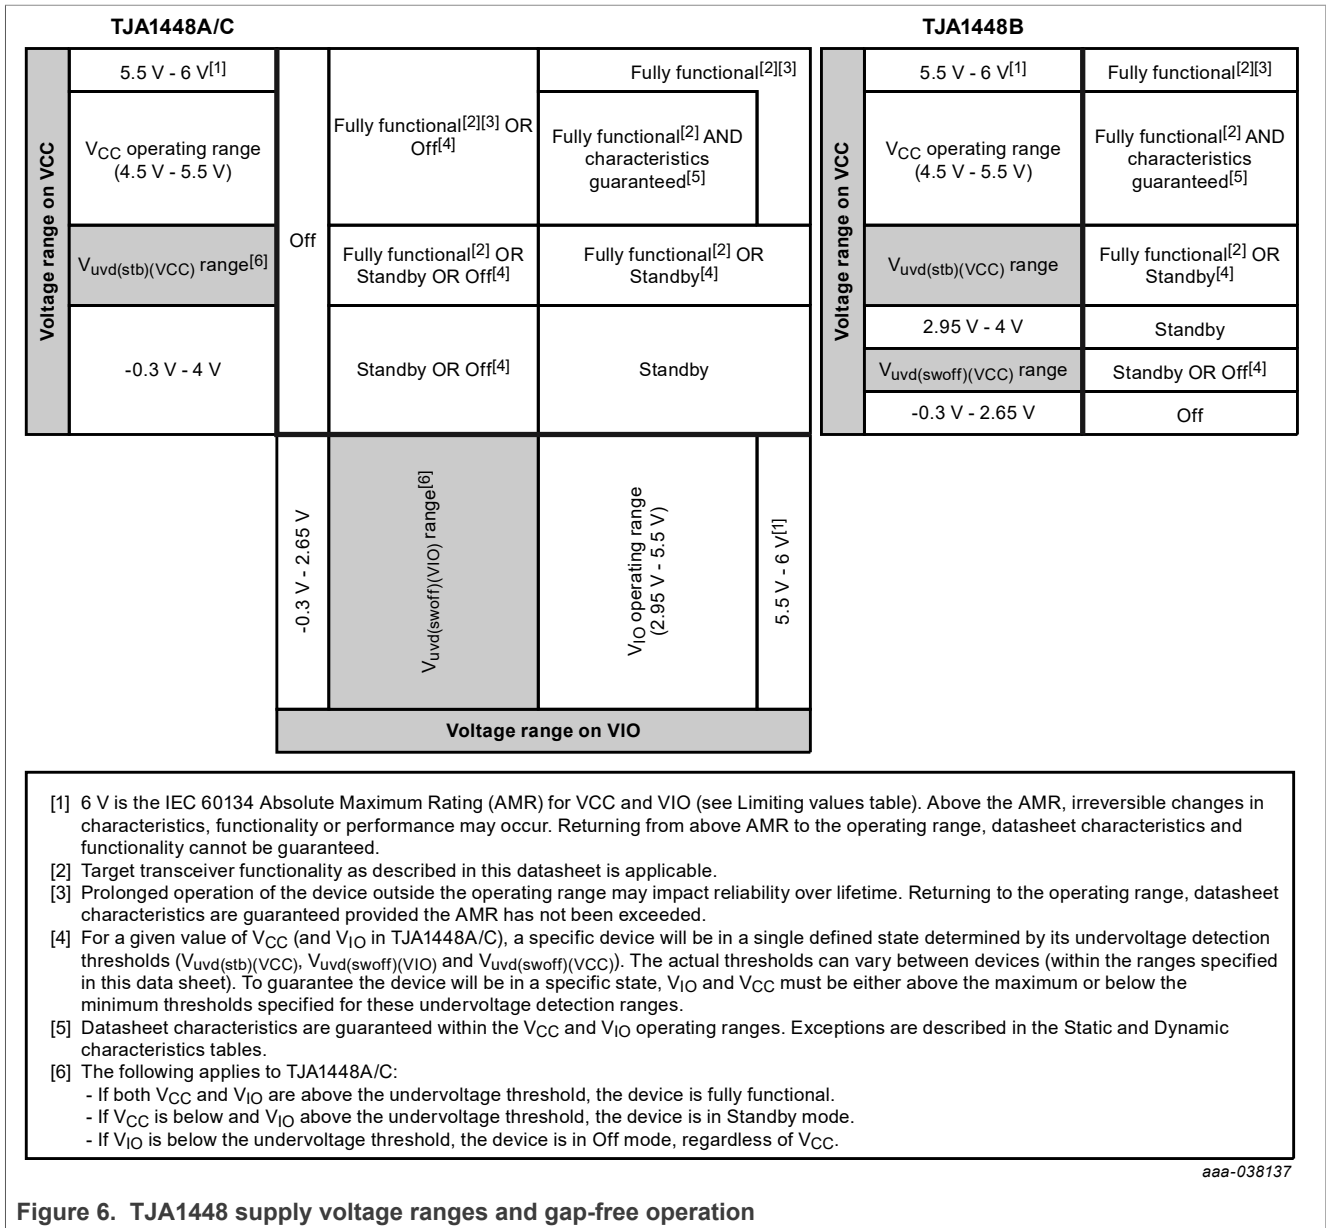 TJA1448A/C
TJA1448B
Voltage range on VCC
5.5 V - 6 V[1]
VCC operating range
(4.5 V - 5.5 V)
Vuvd(stb)(VCC) range[6]
-0.3 V - 4 V
Off
Fully functional[2][3] OR
Off[4]
Fully functional[2] OR
Standby OR Off[4]
Standby OR Off[4]
Fully functional[2][3]
Fully functional[2] AND
characteristics
guaranteed[5]
Fully functional[2] OR
Standby[4]
Standby
-0.3 V - 2.65 V
Vuvd(swoff)(VIO) range[6]
VIO operating range
(2.95 V - 5.5 V)
5.5 V - 6 V[1]
Voltage range on VIO
Voltage range on VCC
5.5 V - 6 V[1]
Fully functional[2][3]
VCC operating range
(4.5 V - 5.5 V)
Fully functional[2] AND
characteristics
guaranteed[5]
Vuvd(stb)(VCC) range
Fully functional[2] OR
Standby[4]
2.95 V - 4 V
Standby
Vuvd(swoff)(VCC) range
Standby OR Off[4]
-0.3 V - 2.65 V
Off
[1] 6 V is the IEC 60134 Absolute Maximum Rating (AMR) for VCC and VIO (see Limiting values table). Above the AMR, irreversible changes in
characteristics, functionality or performance may occur. Returning from above AMR to the operating range, datasheet characteristics and
functionality cannot be guaranteed.
[2] Target transceiver functionality as described in this datasheet is applicable.
[3] Prolonged operation of the device outside the operating range may impact reliability over lifetime. Returning to the operating range, datasheet
characteristics are guaranteed provided the AMR has not been exceeded.
[4] For a given value of VCC (and VIO in TJA1448A/C), a specific device will be in a single defined state determined by its undervoltage detection
thresholds (Vuvd(stb)(VCC), Vuvd(swoff)(VIO) and Vuvd(swoff)(VCC)). The actual thresholds can vary between devices (within the ranges specified
in this data sheet). To guarantee the device will be in a specific state, VIO and VCC must be either above the maximum or below the
minimum thresholds specified for these undervoltage detection ranges.
[5] Datasheet characteristics are guaranteed within the VCC and VIO operating ranges. Exceptions are described in the Static and Dynamic
characteristics tables.
[6] The following applies to TJA1448A/C:
- If both VCC and VIO are above the undervoltage threshold, the device is fully functional.
- If VCC is below and VIO above the undervoltage threshold, the device is in Standby mode.
- If VIO is below the undervoltage threshold, the device is in Off mode, regardless of VCC.
aaa-038137
Figure 6. TJA1448 supply voltage ranges and gap-free operation